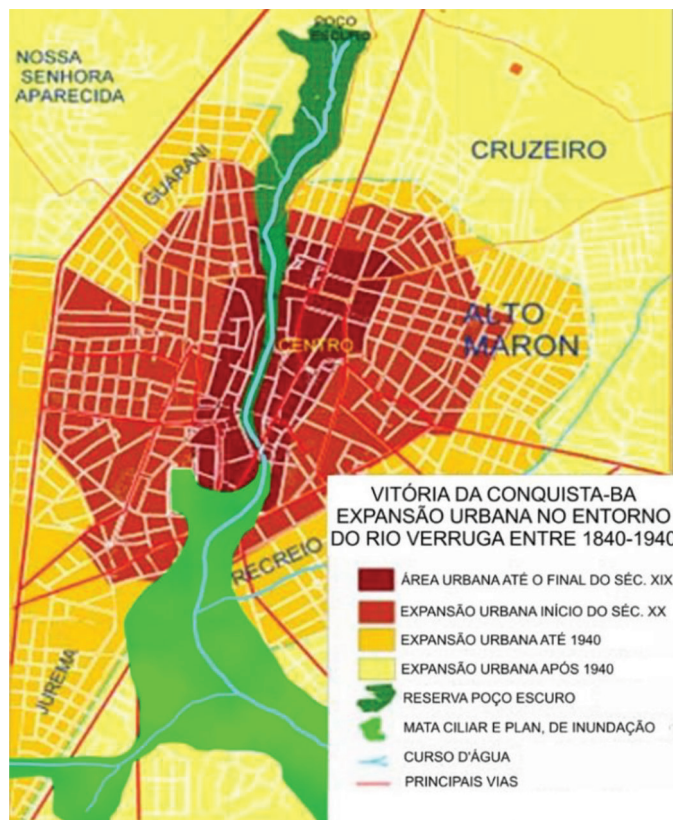 POÇO
ESCURO
NOSSA
SENHORA
APARECIDA
GUARANI
CRUZEIRO
ALTO
MARON
CENTRO
RECREIO
JUREMA
VITÓRIA DA CONQUISTA-BA
EXPANSÃO URBANA NO ENTORNO
DO RIO VERRUGA ENTRE 1840-1940
ÁREA URBANA ATÉ O FINAL DO SÉC. XIX
EXPANSÃO URBANA INÍCIO DO SÉC. XX
EXPANSÃO URBANA ATÉ 1940
EXPANSÃO URBANA APÓS 1940
RESERVA POÇO ESCURO
MATA CILIAR E PLAN, DE INUNDAÇÃO
CURSO D'ÁGUA
PRINCIPAIS VIAS